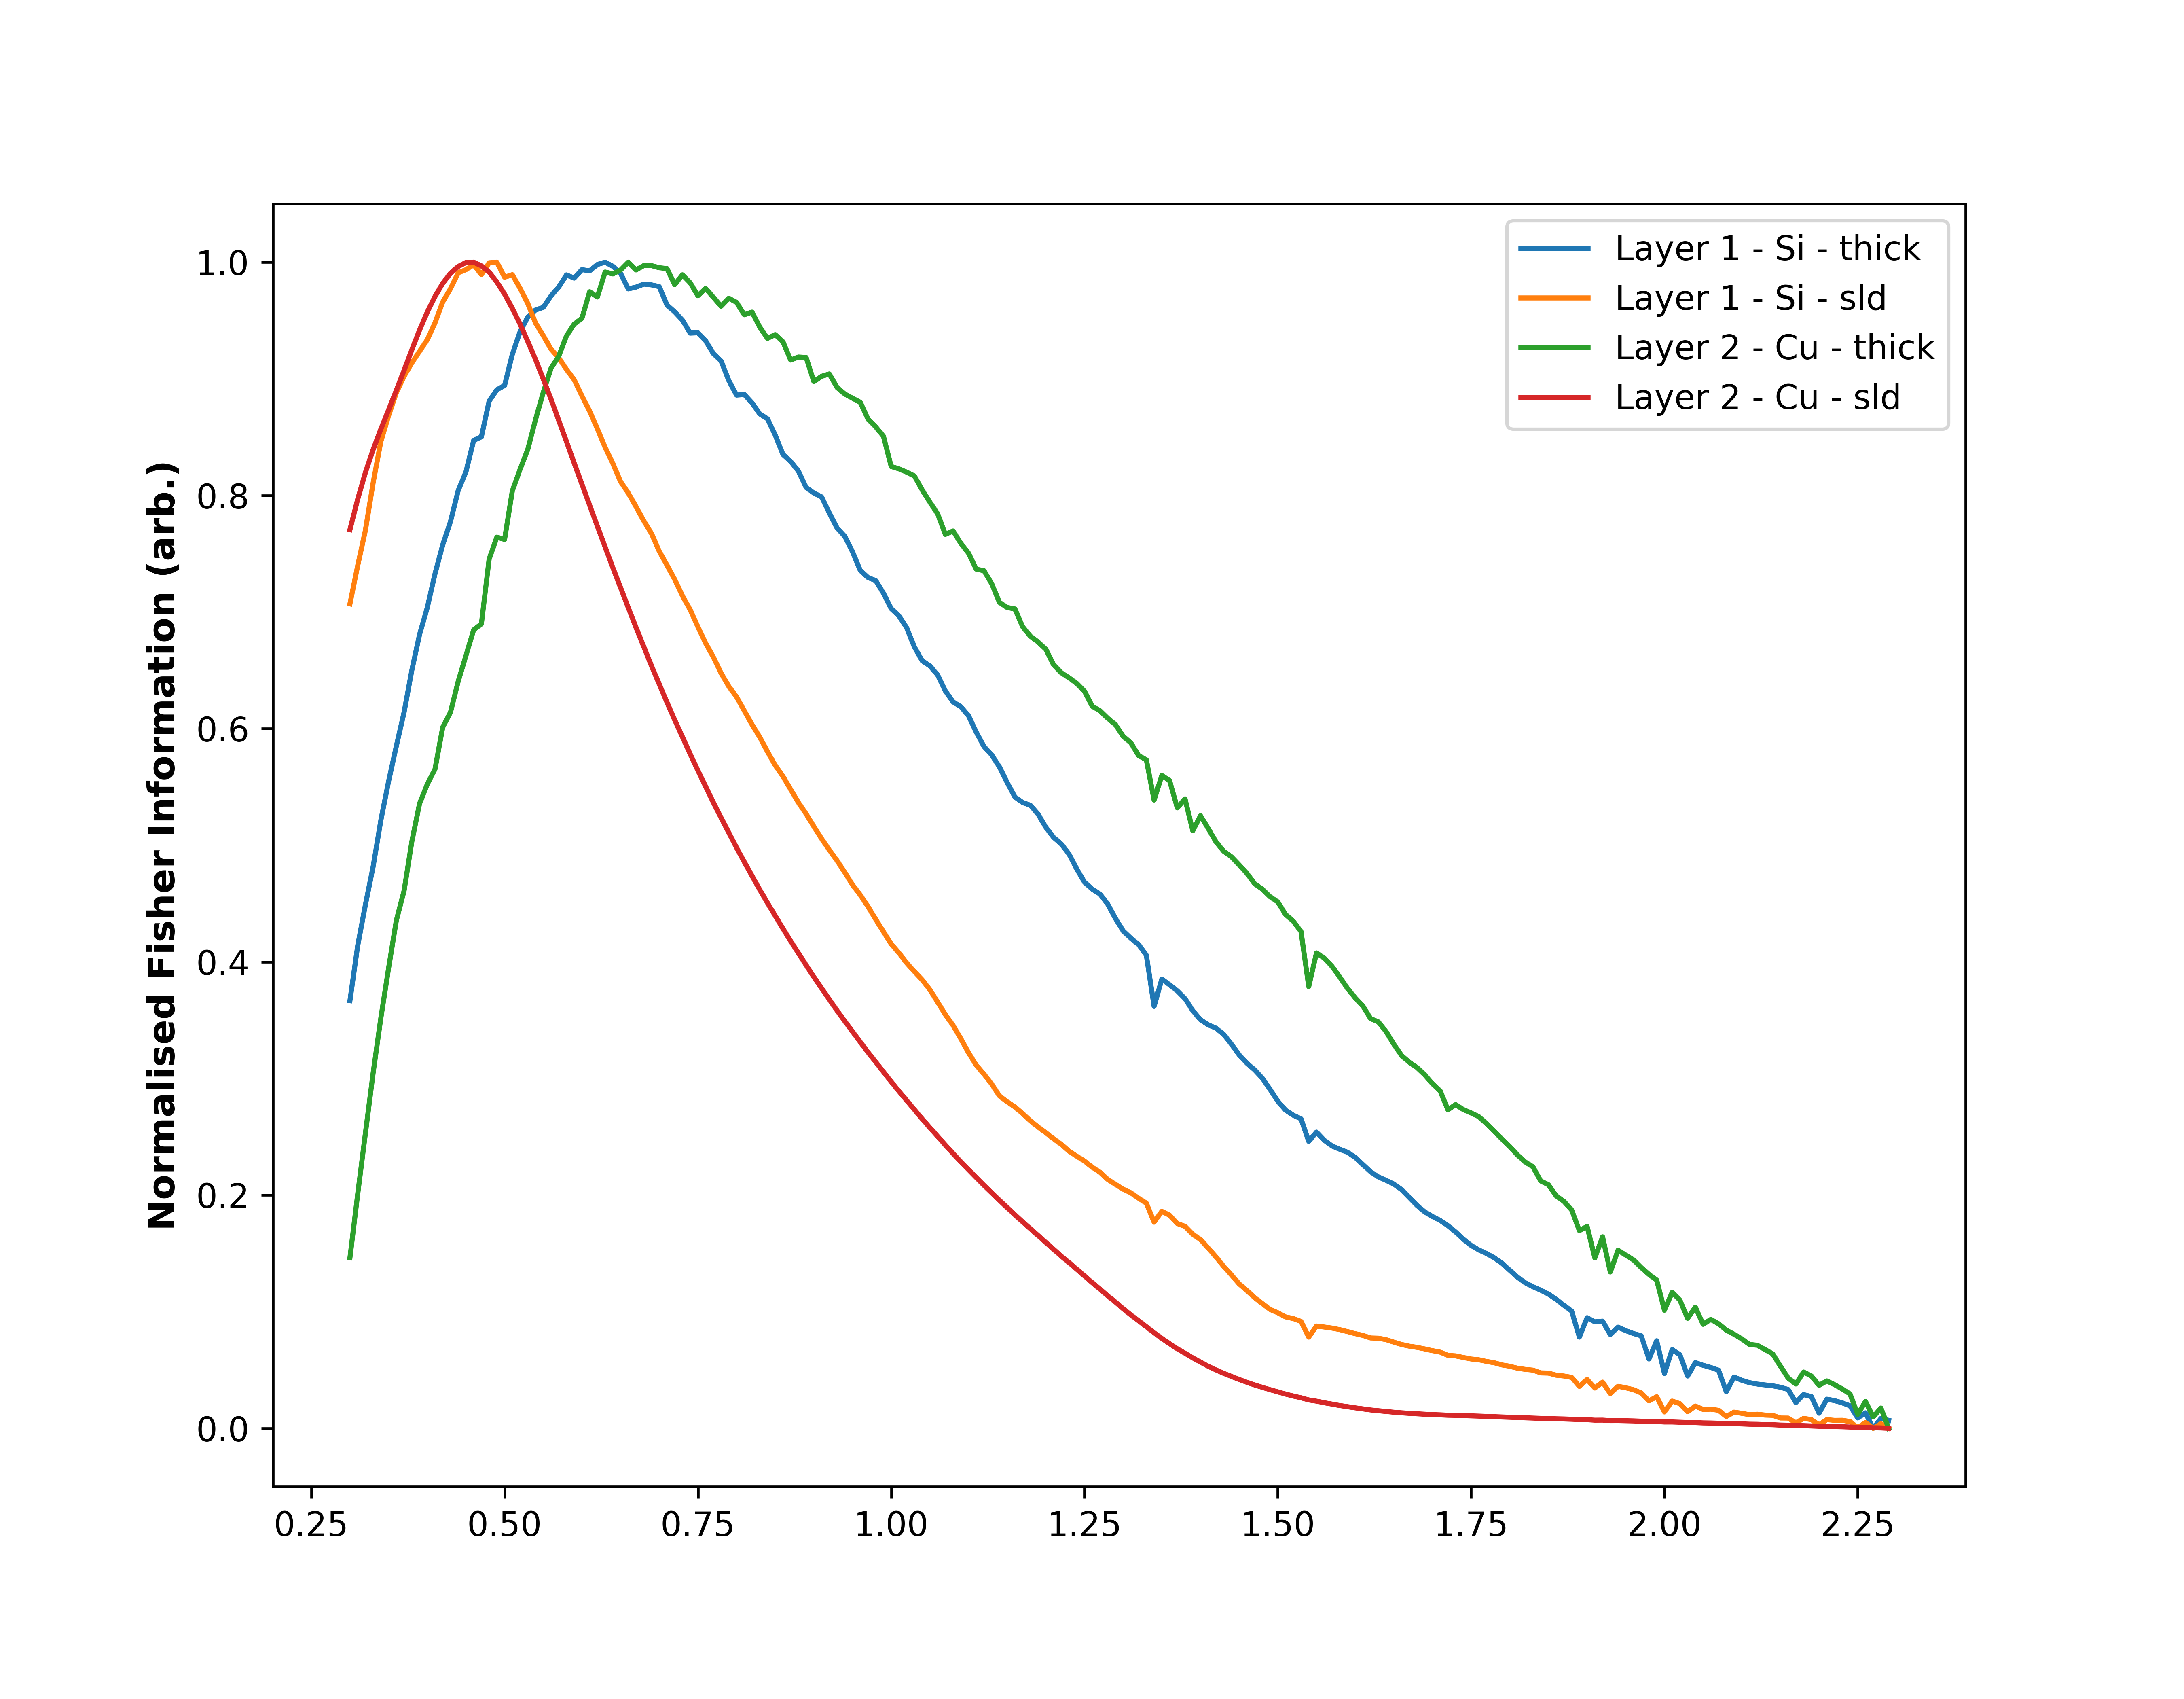 Normalised Fisher Information (arb.)
1.0
0.8
0.6
0.4
0.2
0.0
0.25 0.50 0.75 1.00 1.25 1.50 1.75 2.00 2.25
Layer 1 - Si - thick
Layer 1 - Si - sld
Layer 2 - Cu - thick
Layer 2 - Cu - sld